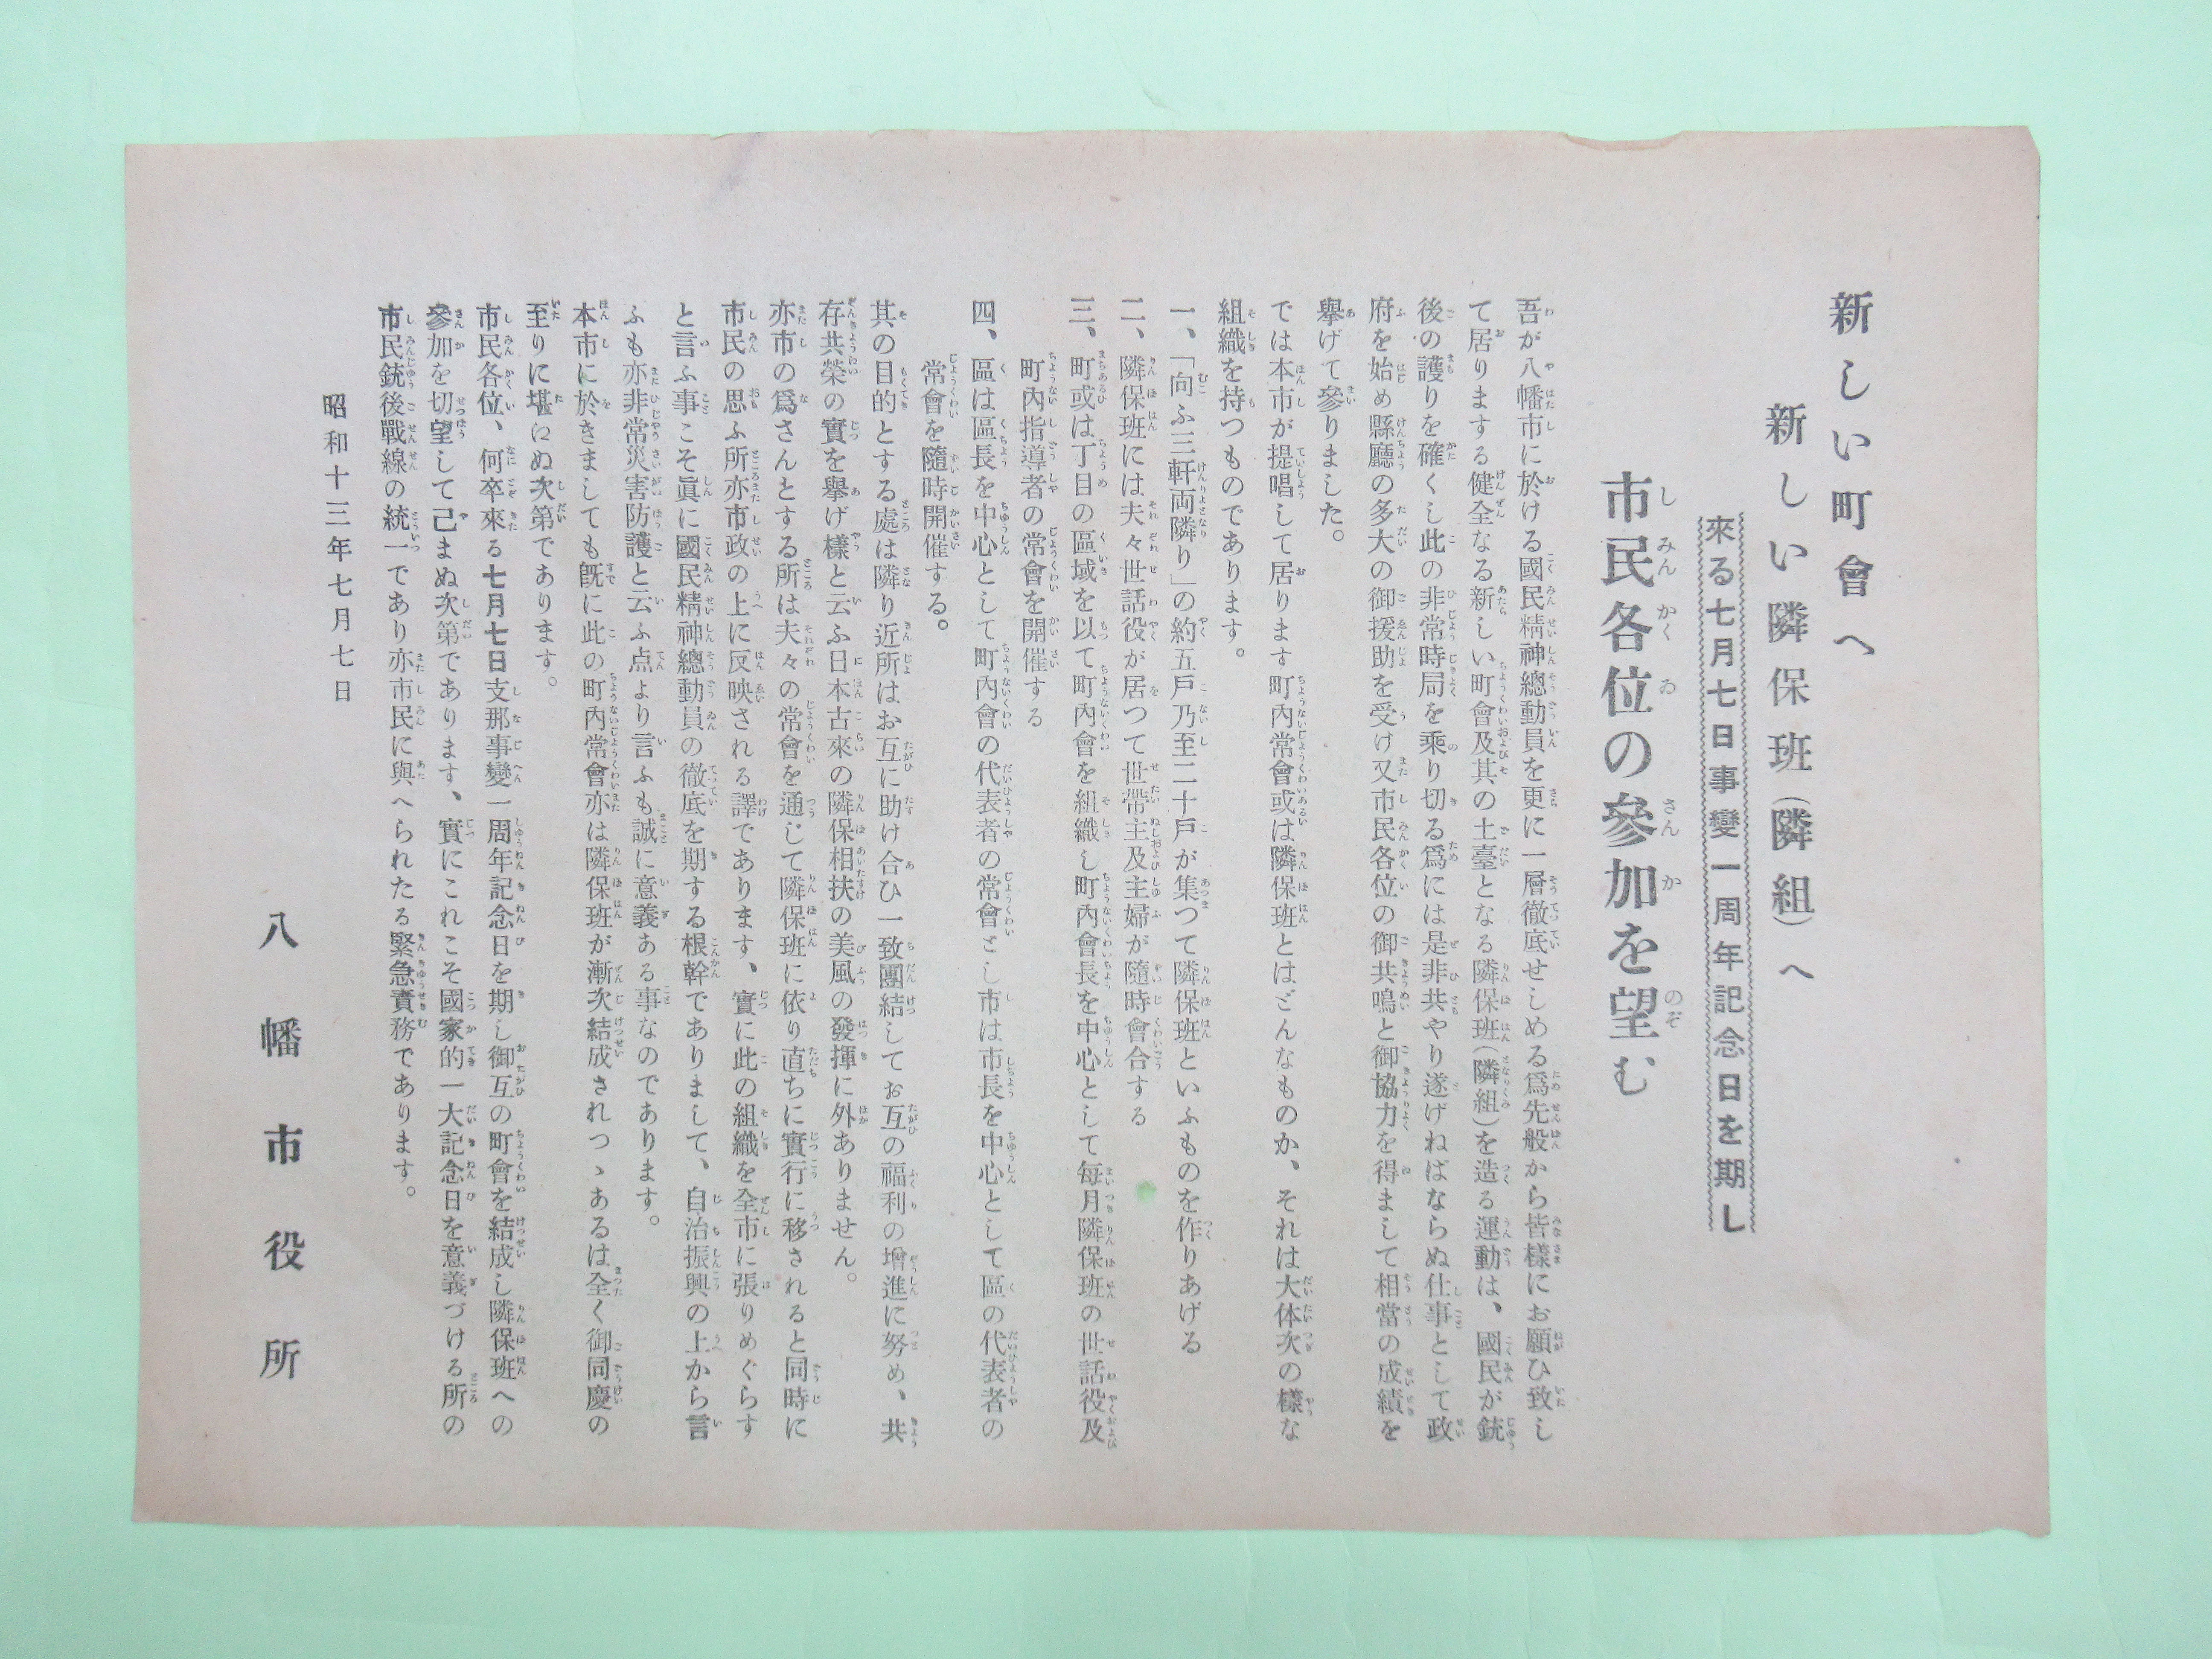 新しい町會へ
新しい隣保班（隣組）へ
來る七月七日事變一周年記念日を期し
市民各位の參加を望む
吾が八幡市に於ける國民精神總動員を更に一層徹底せしめる爲先般から皆樣にお願ひ致し
て居りまする健全なる新しい町會及其の土臺となる隣保班（隣組）を造る運動は、國民が銃
後の護りを確くし此の非常時局を乘り切る爲には是非共やり遂げねばならぬ仕事として政
府を始め縣廳の多大の御援助を受け又市民各位の御共鳴と御協力を得まして相當の成績を
擧げて參りました。
では本市が提唱して居ります町內常會或は隣保班とはどんなものか、それは大体次の樣な
組織を持つものであります。
一、「向ふ三軒両隣り」の約五戶乃至二十戶が集つて隣保班といふものを作りあげる
二、隣保班には夫々世話役が居つて世帶主及主婦が隨時會合する
三、町或は丁目の區域を以て町內會を組織し町內會長を中心として每月隣保班の世話役及
町內指導者の常會を開催する
四、區は區長を中心として町內會の代表者の常會とし市は市長を中心として區の代表者の
常會を隨時開催する。
其の目的とする處は隣り近所はお互に助け合ひ一致團結してお互の福利の增進に努め、共
存共榮の實を擧げ樣と云ふ日本古來の隣保相扶の美風の發揮に外ありません。
亦市の爲さんとする所は夫々の常會を通じて隣保班に依り直ちに實行に移されると同時に
市民の思ふ所亦市政の上に反映される譯であります、實に此の組織を全市に張りめぐらす
と言ふ事こそ眞に國民精神總動員の徹底を期する根幹でありまして、自治振興の上から言
ふも亦非常災害防護と云ふ点より言ふも誠に意義ある事なのであります。
本市に於きましても旣に此の町內常會亦は隣保班が漸次結成されつゝあるは全く御同慶の
至りに堪にぬ次第であります。
市民各位、何卒來る七月七日支那事變一周年記念日を期し御互の町會を結成し隣保班への
參加を切望して己まぬ次第であります、實にこれこそ國家的一大記念日を意義づける所の
市民銃後戰線の統一であり亦市民に與へられたる緊急責務であります。
昭和十三年七月七日
八幡市役所